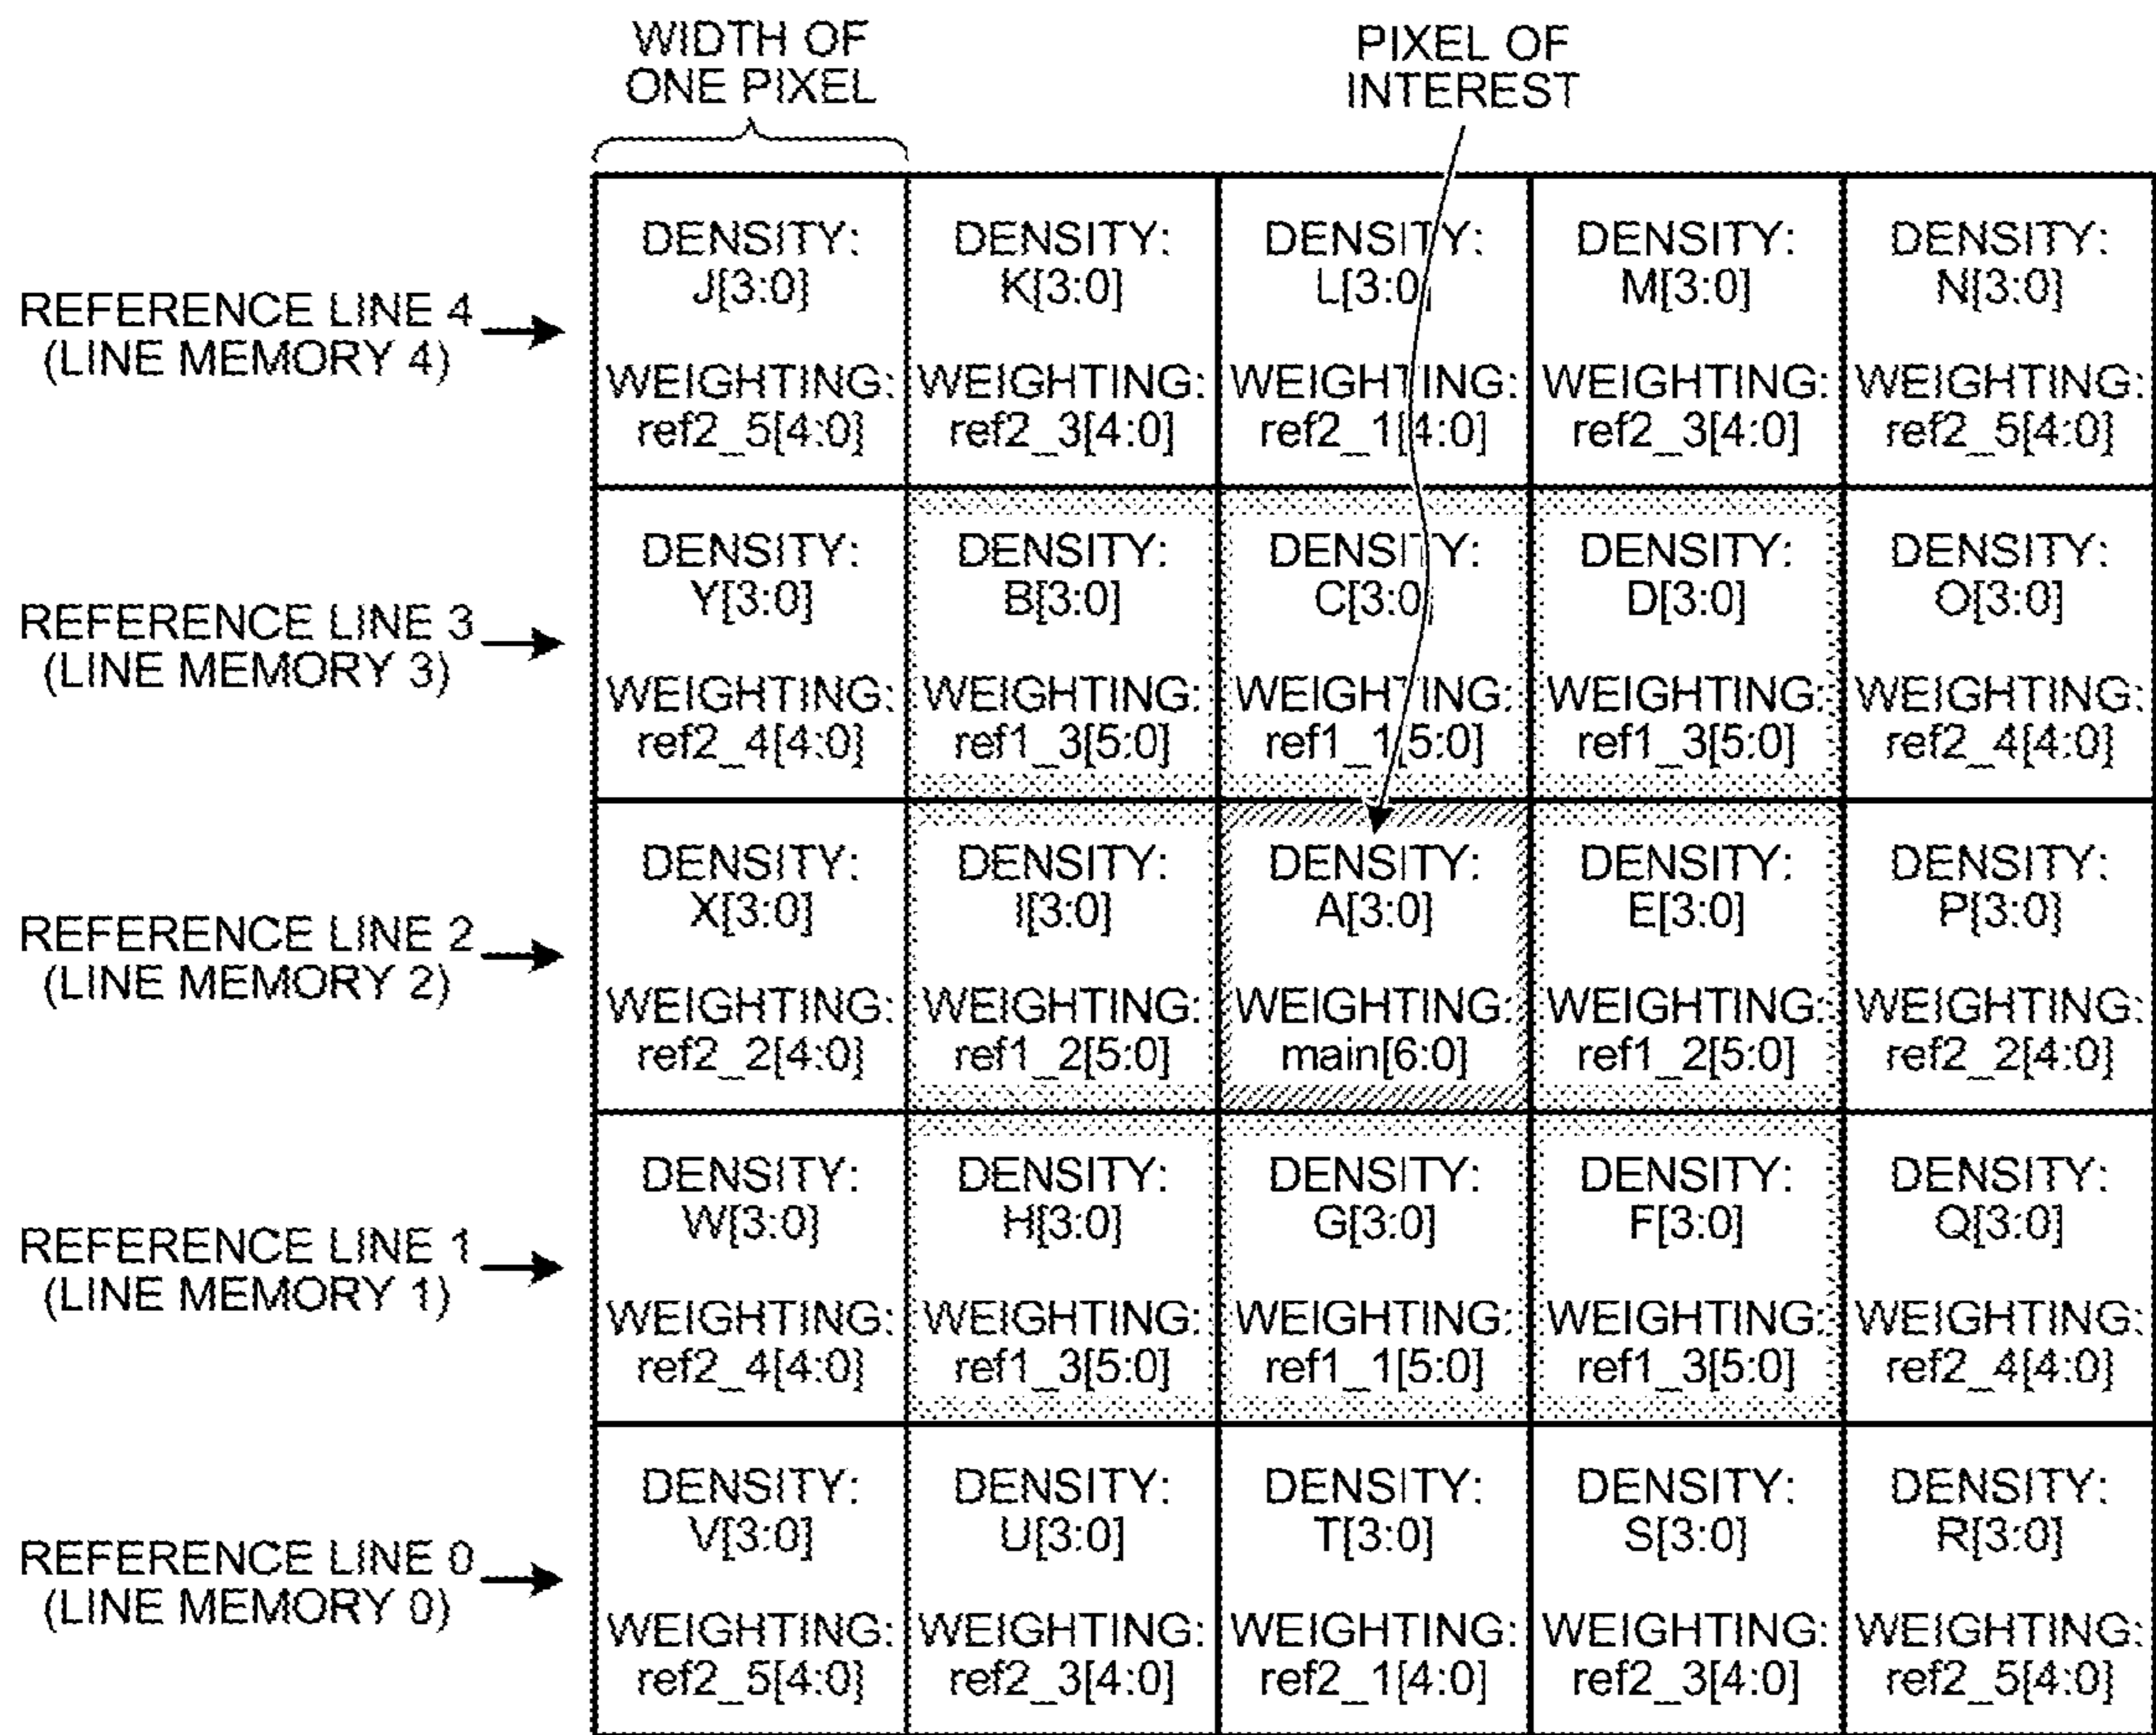 WIDTH OF
ONE PIXEL
PIXEL OF
INTEREST
REFERENCE LINE 4
(LINE MEMORY 4)
DENSITY:
J[3:0]
WEIGHTING:
ref2_5[4:0]
DENSITY:
K[3:0]
WEIGHTING:
ref2_3[4:0]
DENSITY:
L[3:0]
WEIGHTING:
ref2_1[4:0]
DENSITY:
M[3:0]
WEIGHTING:
ref2_3[4:0]
DENSITY:
N[3:0]
WEIGHTING:
ref2_5[4:0]
REFERENCE LINE 3
(LINE MEMORY 3)
DENSITY:
Y[3:0]
WEIGHTING:
ref2_4[4:0]
DENSITY:
B[3:0]
WEIGHTING:
ref1_3[5:0]
DENSITY:
C[3:0]
WEIGHTING:
ref1_1[5:0]
DENSITY:
D[3:0]
WEIGHTING:
ref1_3[5:0]
DENSITY:
O[3:0]
WEIGHTING:
ref2_4[4:0]
REFERENCE LINE 2
(LINE MEMORY 2)
DENSITY:
X[3:0]
WEIGHTING:
ref2_2[4:0]
DENSITY:
I[3:0]
WEIGHTING:
ref1_2[5:0]
DENSITY:
A[3:0]
WEIGHTING:
main[6:0]
DENSITY:
E[3:0]
WEIGHTING:
ref1_2[5:0]
DENSITY:
P[3:0]
WEIGHTING:
ref2_2[4:0]
REFERENCE LINE 1
(LINE MEMORY 1)
DENSITY:
W[3:0]
WEIGHTING:
ref2_4[4:0]
DENSITY:
H[3:0]
WEIGHTING:
ref1_3[5:0]
DENSITY:
G[3:0]
WEIGHTING:
ref1_1[5:0]
DENSITY:
F[3:0]
WEIGHTING:
ref1_3[5:0]
DENSITY:
Q[3:0]
WEIGHTING:
ref2_4[4:0]
REFERENCE LINE 0
(LINE MEMORY 0)
DENSITY:
V[3:0]
WEIGHTING:
ref2_5[4:0]
DENSITY:
U[3:0]
WEIGHTING:
ref2_3[4:0]
DENSITY:
T[3:0]
WEIGHTING:
ref2_1[4:0]
DENSITY:
S[3:0]
WEIGHTING:
ref2_3[4:0]
DENSITY:
R[3:0]
WEIGHTING:
ref2_5[4:0]